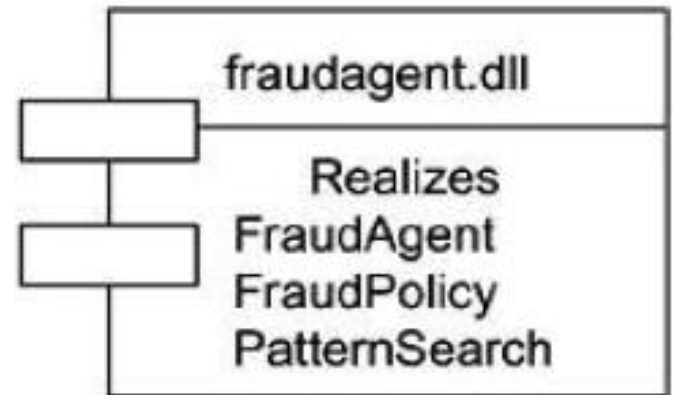 fraudagent.dll
Realizes
FraudAgent
FraudPolicy
PatternSearch